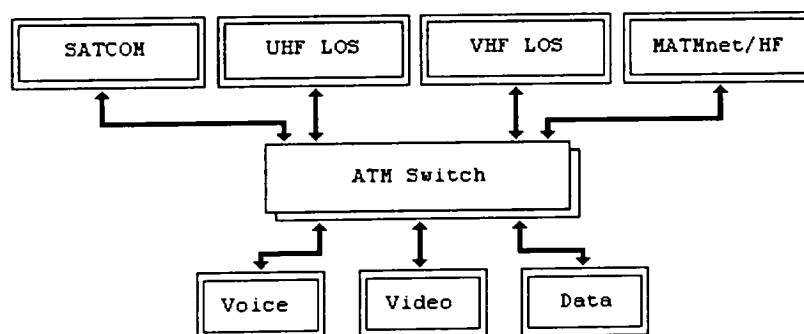 SATCOM
UHF LOS
VHF LOS
MATMnet/HF
ATM Switch
Voice
Video
Data